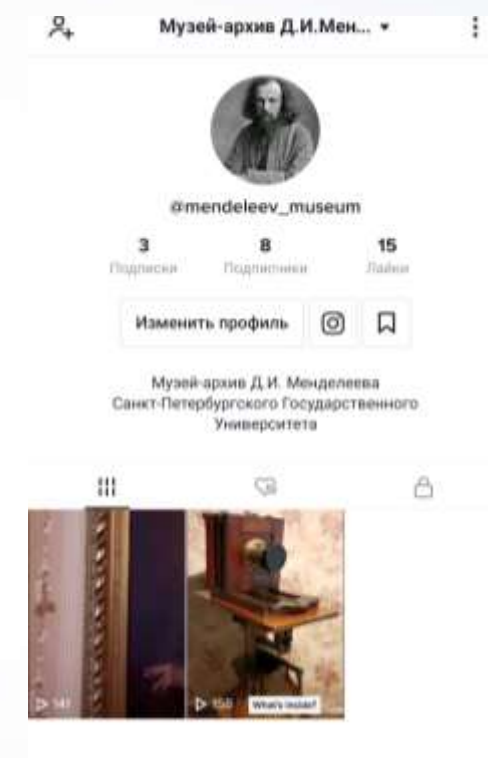 Музей-архив Д.И.Мен...
@mendeleev_museum
3 8 15
Подписки Подписчики Лайки
Изменить профиль
Музей-архив Д.И. Менделеева
Санкт-Петербургского Государственного
Университета
141
What's inside?